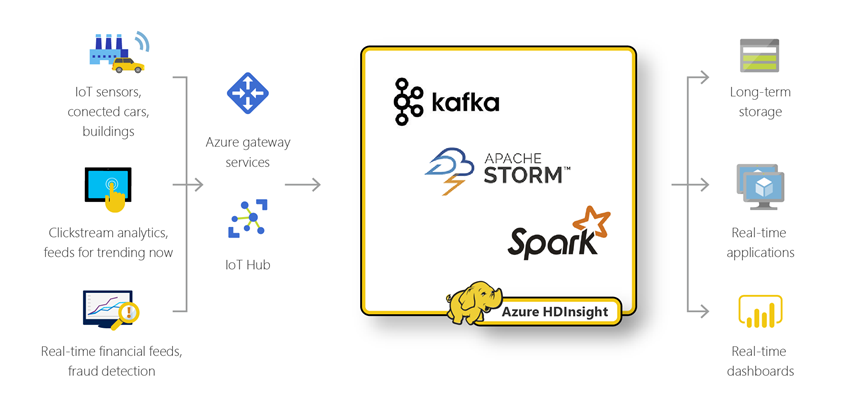 IoT sensors,
conected cars,
buildings
Clickstream analytics,
feeds for trending now
Real-time financial feeds,
fraud detection
Azure gateway
services
IoT Hub
kafka
APACHE
STORM™
Spark
Azure HDInsight
Long-term
storage
Real-time
applications
Real-time
dashboards